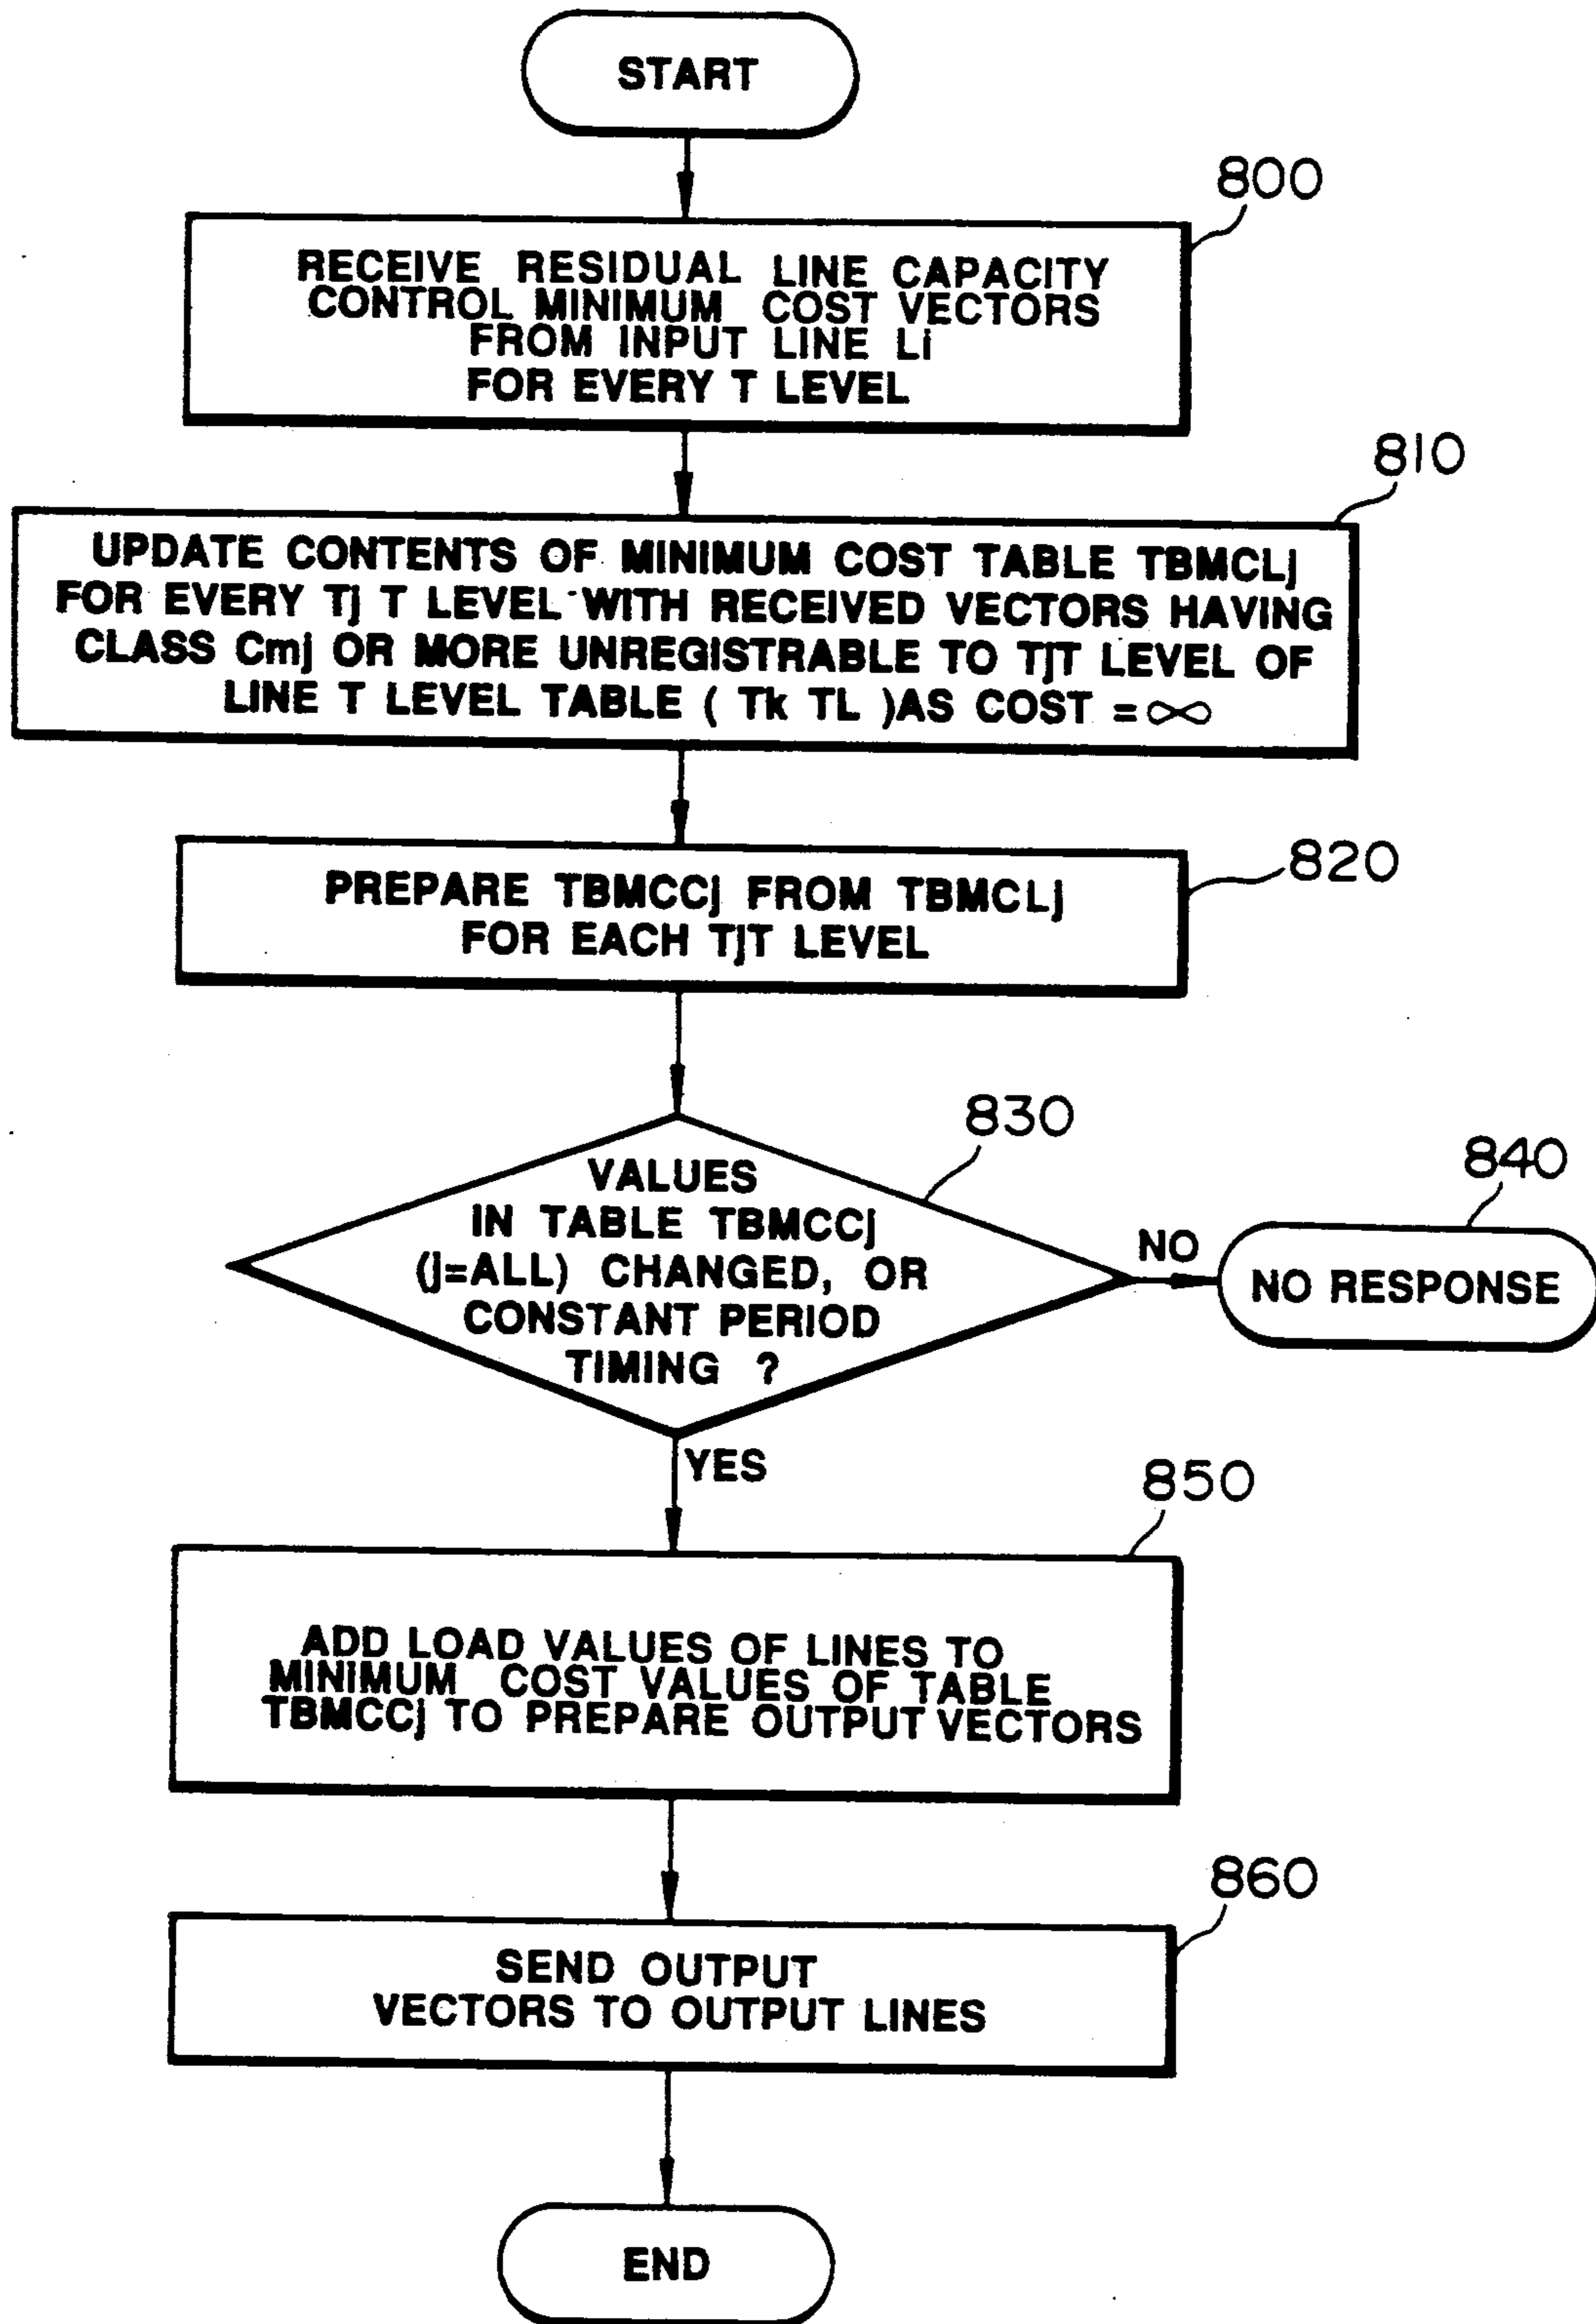 START
800
RECEIVE RESIDUAL LINE CAPACITY
CONTROL MINIMUM COST VECTORS
FROM INPUT LINE Li
FOR EVERY T LEVEL
810
UPDATE CONTENTS OF MINIMUM COST TABLE TBMCLj
FOR EVERY Tj T LEVEL WITH RECEIVED VECTORS HAVING
CLASS Cmj OR MORE UNREGISTRABLE TO TjT LEVEL OF
LINE T LEVEL TABLE ( Tk TL )AS COST =∞
820
PREPARE TBMCCj FROM TBMCLj
FOR EACH TjT LEVEL
830
VALUES
IN TABLE TBMCCj
(j=ALL) CHANGED, OR
CONSTANT PERIOD
TIMING ?
840
NO
NO RESPONSE
YES
850
ADD LOAD VALUES OF LINES TO
MINIMUM COST VALUES OF TABLE
TBMCCj TO PREPARE OUTPUT VECTORS
860
SEND OUTPUT
VECTORS TO OUTPUT LINES
END